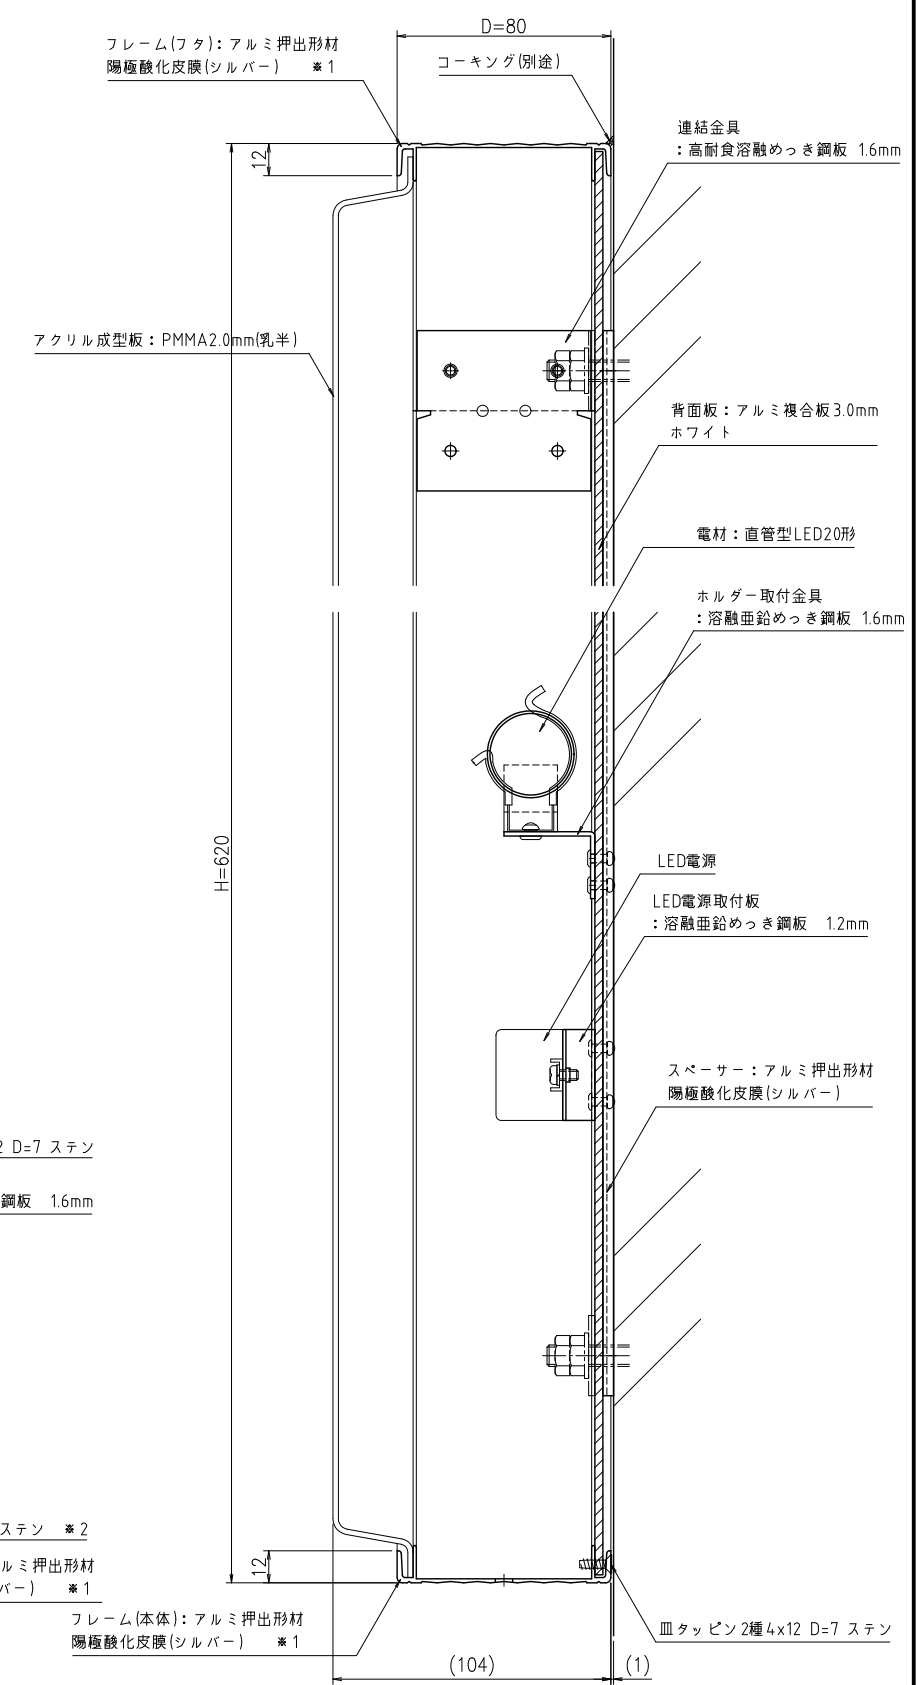 D=80
フレーム(フタ)：アルミ押出形材
陽極酸化皮膜(シルバー)　※1
コーキング(別途)
連結金具
：高耐食溶融めっき鋼板 1.6mm
12
アクリル成型板：PMMA2.0mm(乳半)
背面板：アルミ複合板3.0mm
ホワイト
電材：直管型LED20形
ホルダー取付金具
：溶融亜鉛めっき鋼板 1.6mm
H=620
LED電源
LED電源取付板
：溶融亜鉛めっき鋼板　1.2mm
スペーサー：アルミ押出形材
陽極酸化皮膜(シルバー)
2 D=7 ステン
鋼板　1.6mm
ステン　※2
ルミ押出形材
バー)　※1
12
フレーム(本体)：アルミ押出形材
陽極酸化皮膜(シルバー)　※1
皿タッピン2種4x12 D=7 ステン
(104)
(1)